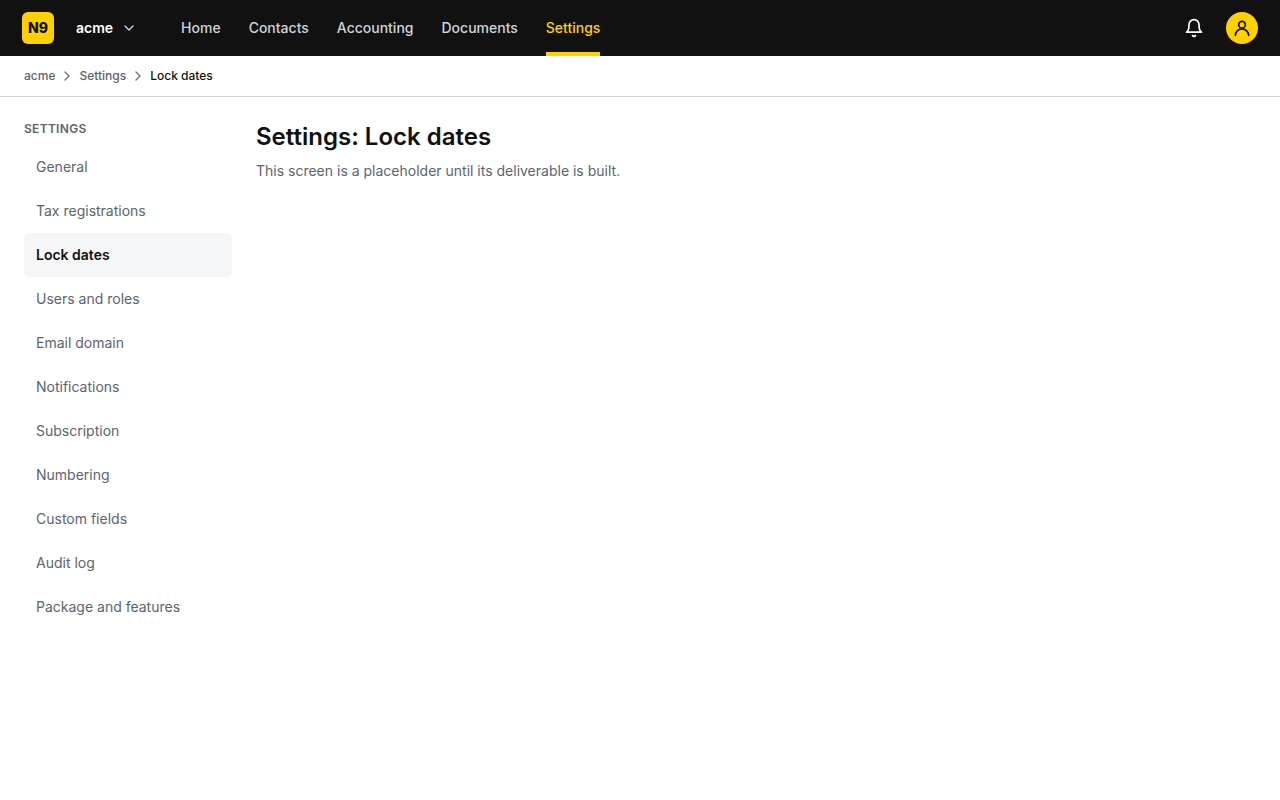 N9 acme Home Contacts Accounting Documents Settings
acme Settings Lock dates
SETTINGS
General
Tax registrations
Lock dates
Users and roles
Email domain
Notifications
Subscription
Numbering
Custom fields
Audit log
Package and features
Settings: Lock dates
This screen is a placeholder until its deliverable is built.